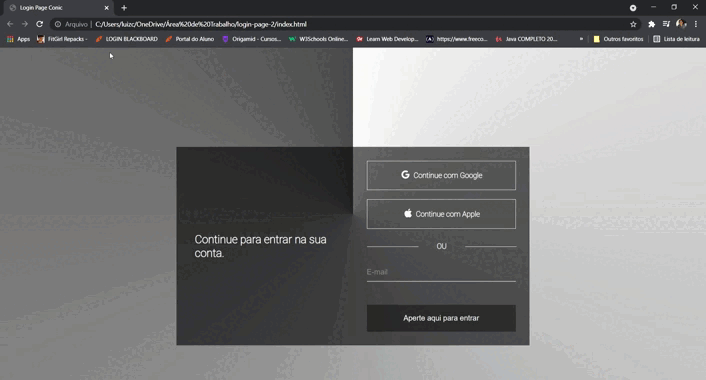 Login Page Conic
Arquivo | C:/Users/luizc/OneDrive/Área%20de%20Trabalho/login-page-2/index.html
Apps FitGirl Repacks - LOGIN BLACKBOARD Portal do Aluno Origamid - Cursos... W3Schools Online... Learn Web Develop... https://www.freeco... Java COMPLETO 20... » Outros favoritos Lista de leitura
Continue com Google
Continue com Apple
Continue para entrar na sua
conta.
OU
E-mail
Aperte aqui para entrar